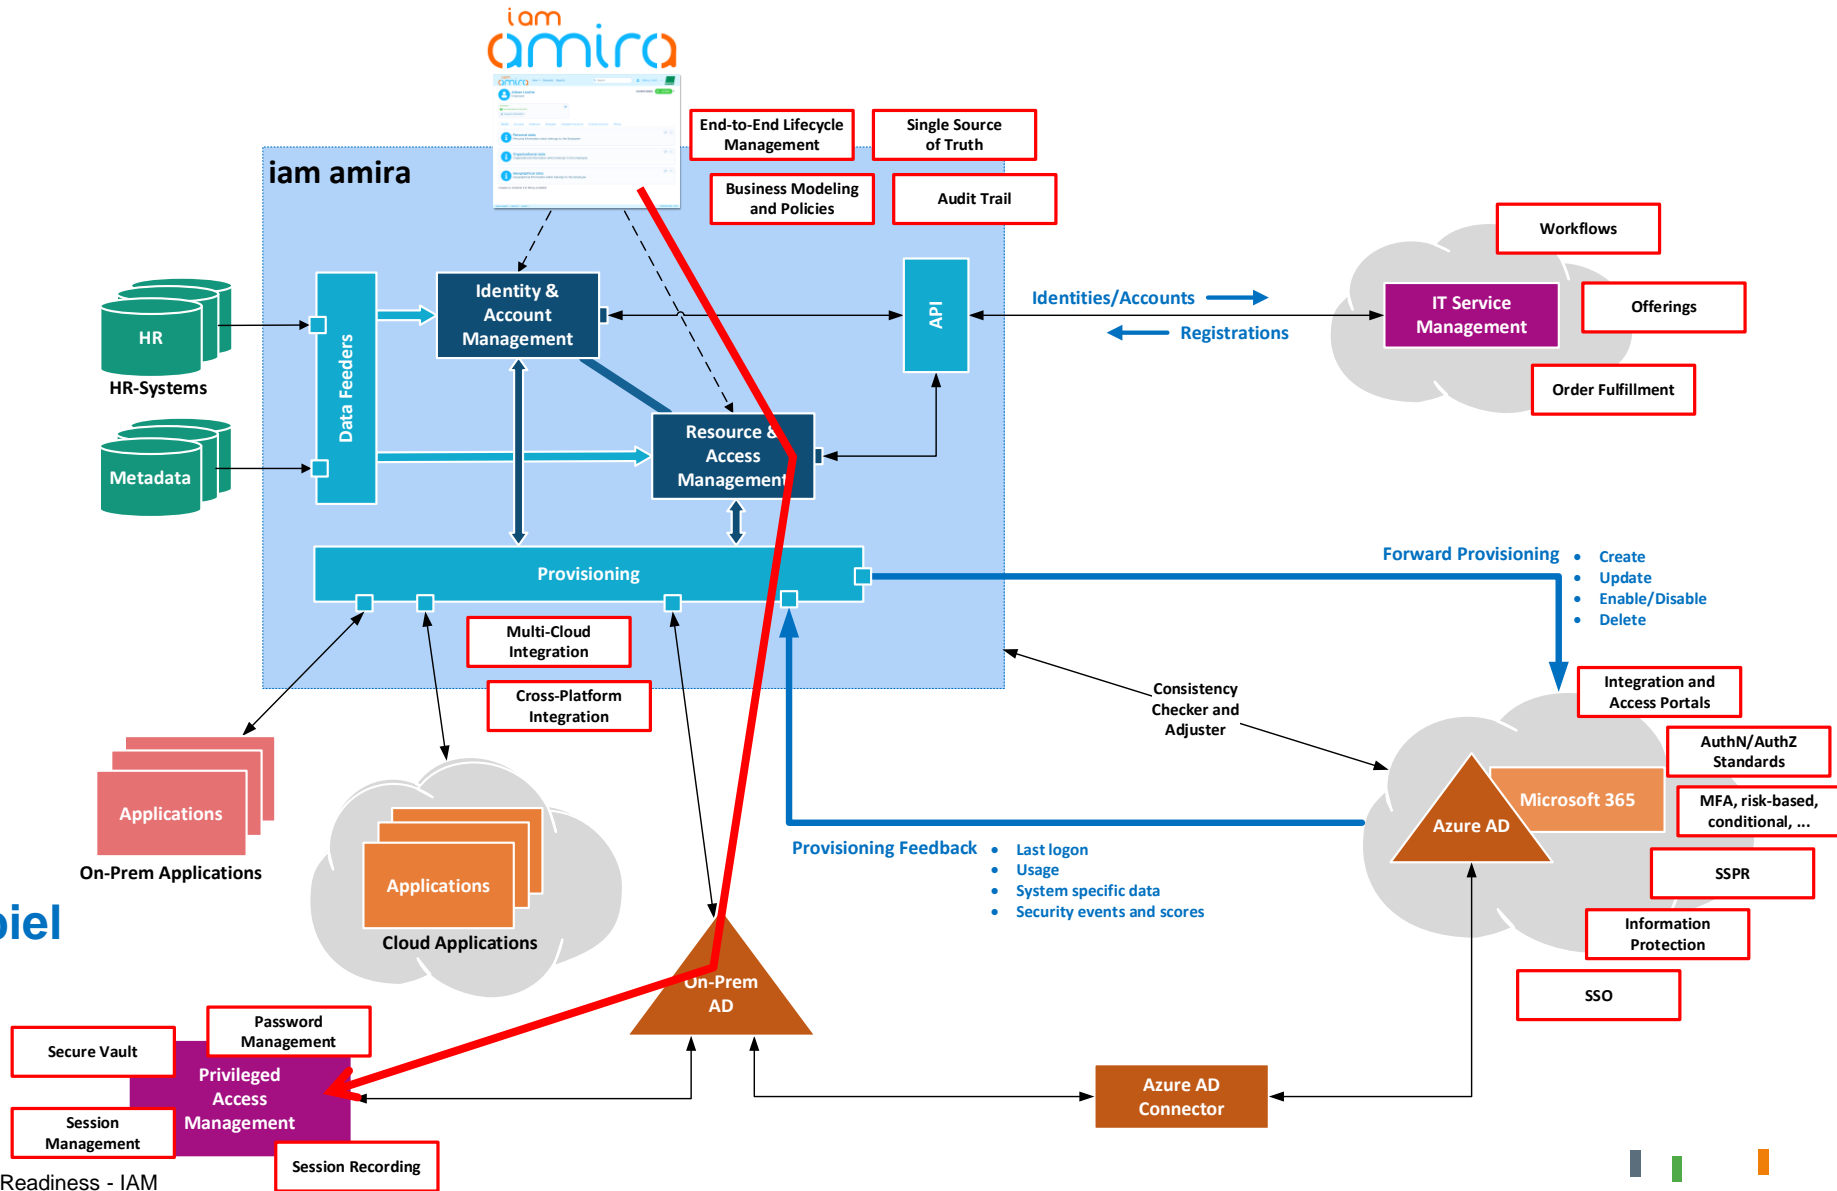 i am
amira
End-to-End Lifecycle
Management
Single Source
of Truth
iam amira
Business Modeling
and Policies
Audit Trail
Workflows
Identity &
Account
Management
API
Identities/Accounts
Registrations
IT Service
Management
Offerings
Order Fulfillment
HR
HR-Systems
Data Feeders
Metadata
Resource &
Access
Management
Provisioning
Forward Provisioning
• Create
• Update
• Enable/Disable
• Delete
Multi-Cloud
Integration
Cross-Platform
Integration
Consistency
Checker and
Adjuster
Integration and
Access Portals
AuthN/AuthZ
Standards
Microsoft 365
MFA, risk-based,
conditional, ...
Azure AD
SSPR
Information
Protection
SSO
Applications
On-Prem Applications
Applications
Cloud Applications
Provisioning Feedback
• Last logon
• Usage
• System specific data
• Security events and scores
piel
On-Prem
AD
Password
Management
Secure Vault
Privileged
Access
Management
Session
Management
Session Recording
Azure AD
Connector
Readiness - IAM